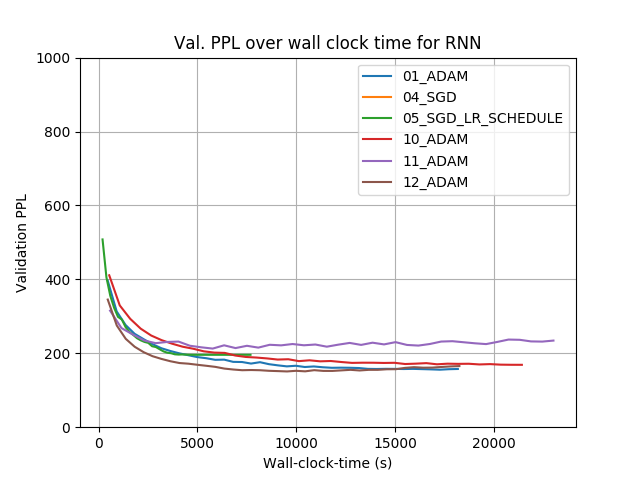 Val. PPL over wall clock time for RNN
1000
800
600
400
200
0
Validation PPL
01_ADAM
04_SGD
05_SGD_LR_SCHEDULE
10_ADAM
11_ADAM
12_ADAM
0 5000 10000 15000 20000
Wall-clock-time (s)